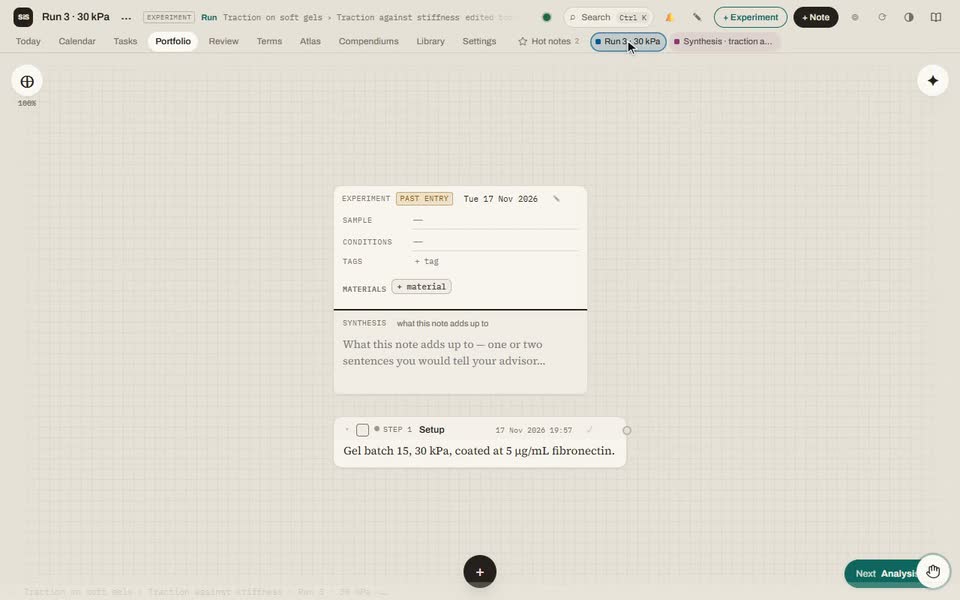 SiS Run 3 · 30 kPa ... EXPERIMENT Run Traction on soft gels › Traction against stiffness edited Search Ctrl K + Experiment + Note
Today Calendar Tasks Portfolio Review Terms Atlas Compendiums Library Settings Hot notes 2 Run 3 · 30 kPa Synthesis · traction a...
100%
EXPERIMENT PAST ENTRY Tue 17 Nov 2026
SAMPLE —
CONDITIONS —
TAGS + tag
MATERIALS + material
SYNTHESIS what this note adds up to
What this note adds up to — one or two
sentences you would tell your advisor...
STEP 1 Setup 17 Nov 2026 19:57
Gel batch 15, 30 kPa, coated at 5 µg/mL fibronectin.
+
Next
Traction on soft gels · Traction against stiffness · Run 3 · 30 kPa